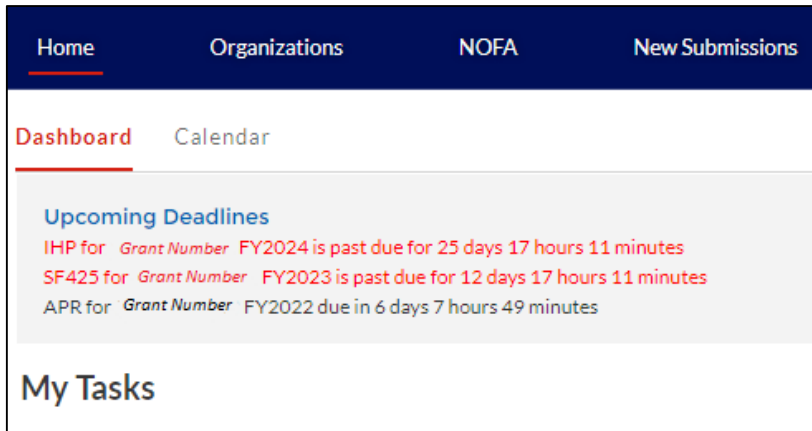 Home Organizations NOFA New Submissions
Dashboard Calendar
Upcoming Deadlines
IHP for Grant Number FY2024 is past due for 25 days 17 hours 11 minutes
SF425 for Grant Number FY2023 is past due for 12 days 17 hours 11 minutes
APR for Grant Number FY2022 due in 6 days 7 hours 49 minutes
My Tasks